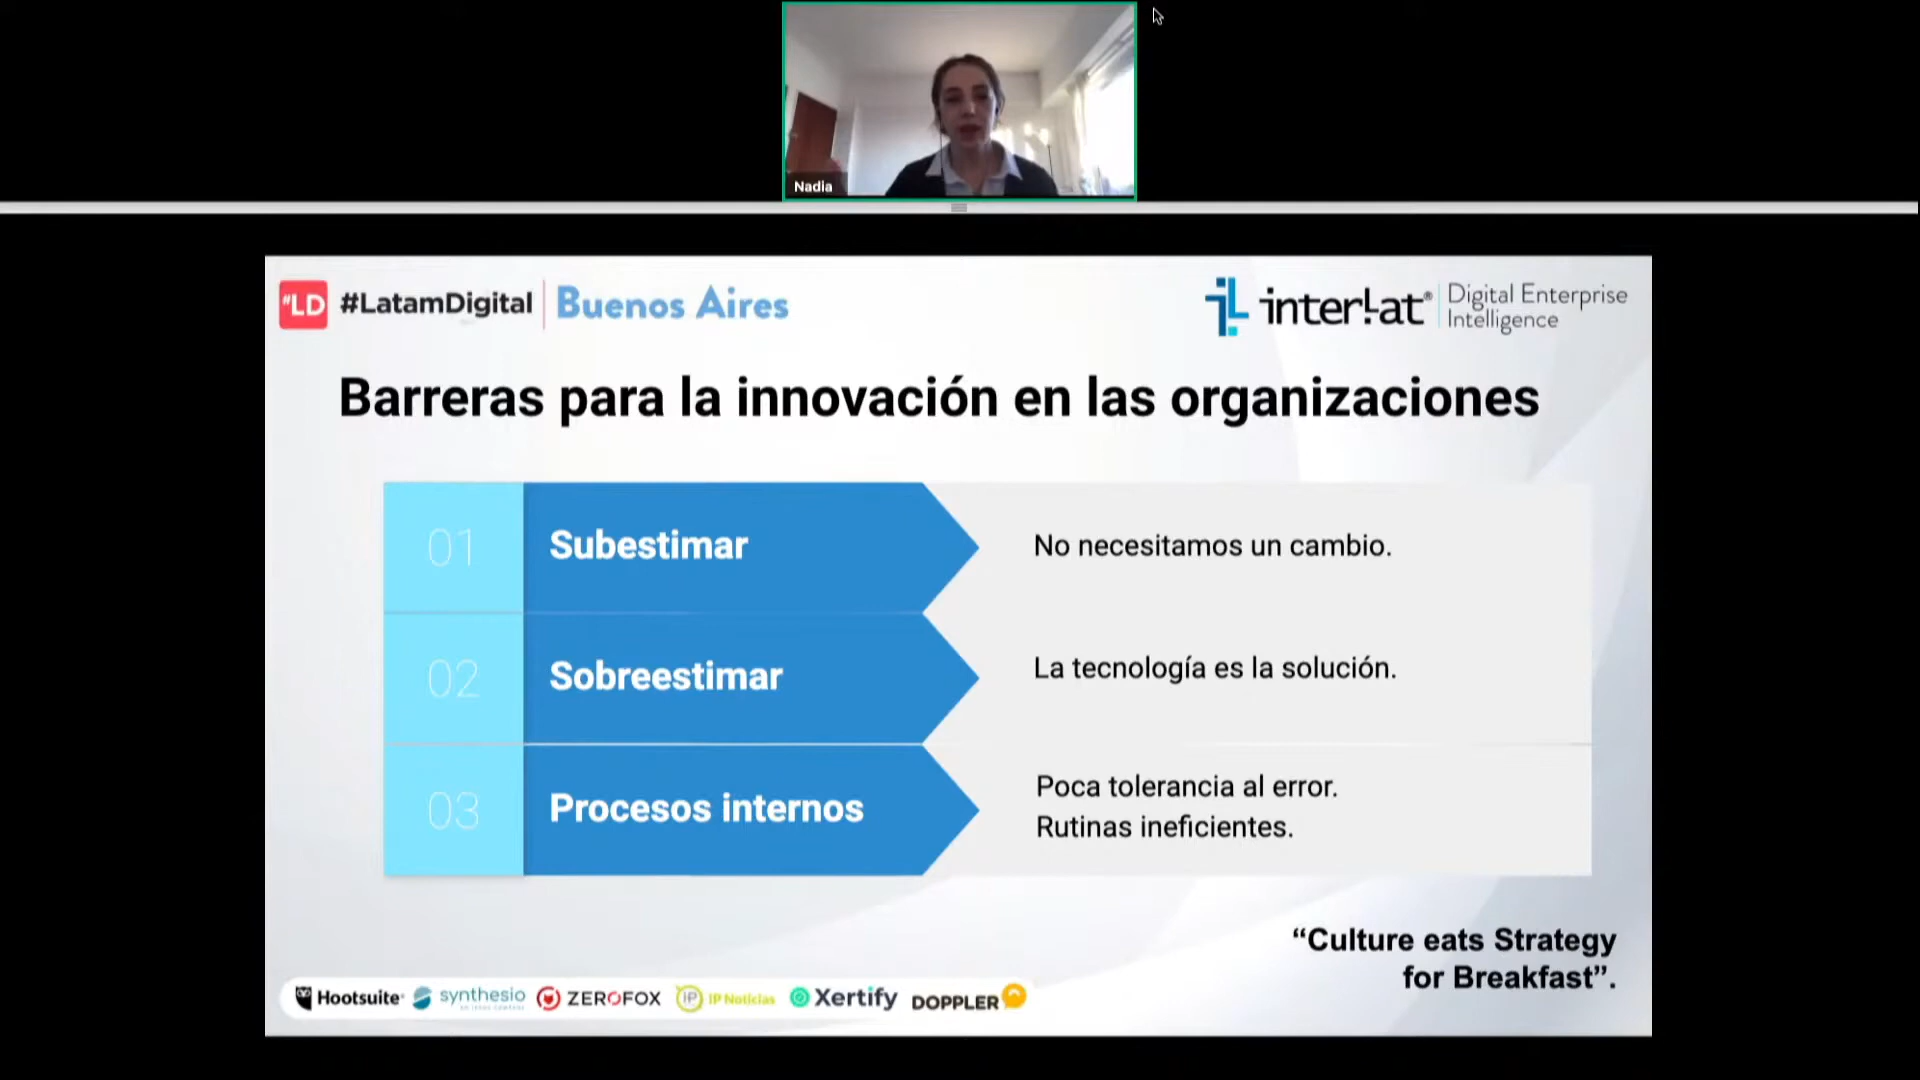 Nadia
"LD #LatamDigital Buenos Aires
interlat® Digital Enterprise Intelligence
Barreras para la innovación en las organizaciones
01 Subestimar No necesitamos un cambio.
02 Sobreestimar La tecnología es la solución.
03 Procesos internos Poca tolerancia al error.
Rutinas ineficientes.
“Culture eats Strategy
for Breakfast”.
Hootsuite synthesio ZEROFOX IP IP Noticias Xertify DOPPLER